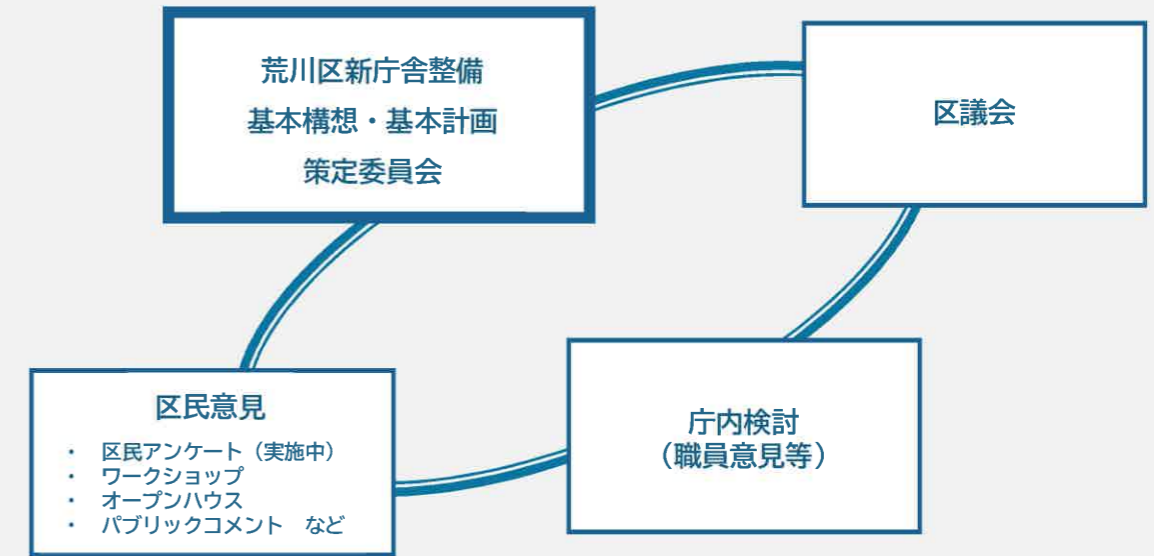 荒川区新庁舎整備
基本構想・基本計画
策定委員会
区議会
区民意見
・ 区民アンケート（実施中）
・ ワークショップ
・ オープンハウス
・ パブリックコメント　など
庁内検討
（職員意見等）